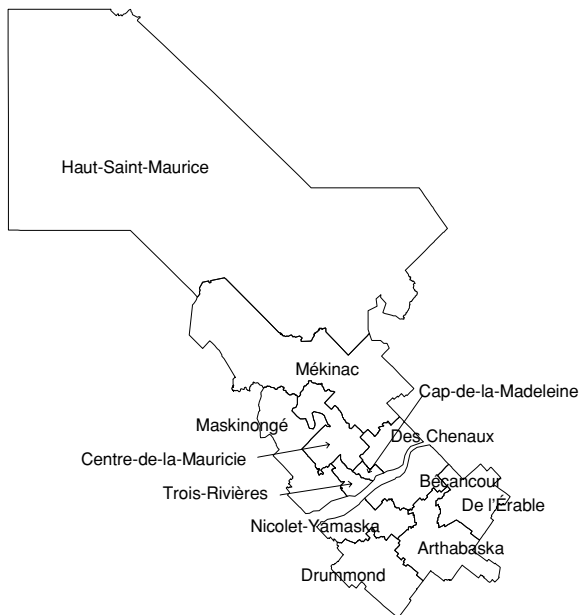 Haut-Saint-Maurice
Mékinac
Cap-de-la-Madeleine
Maskinongé
Des Chenaux
Centre-de-la-Mauricie
Bécancour
Trois-Rivières
De l'Érable
Nicolet-Yamaska
Arthabaska
Drummond